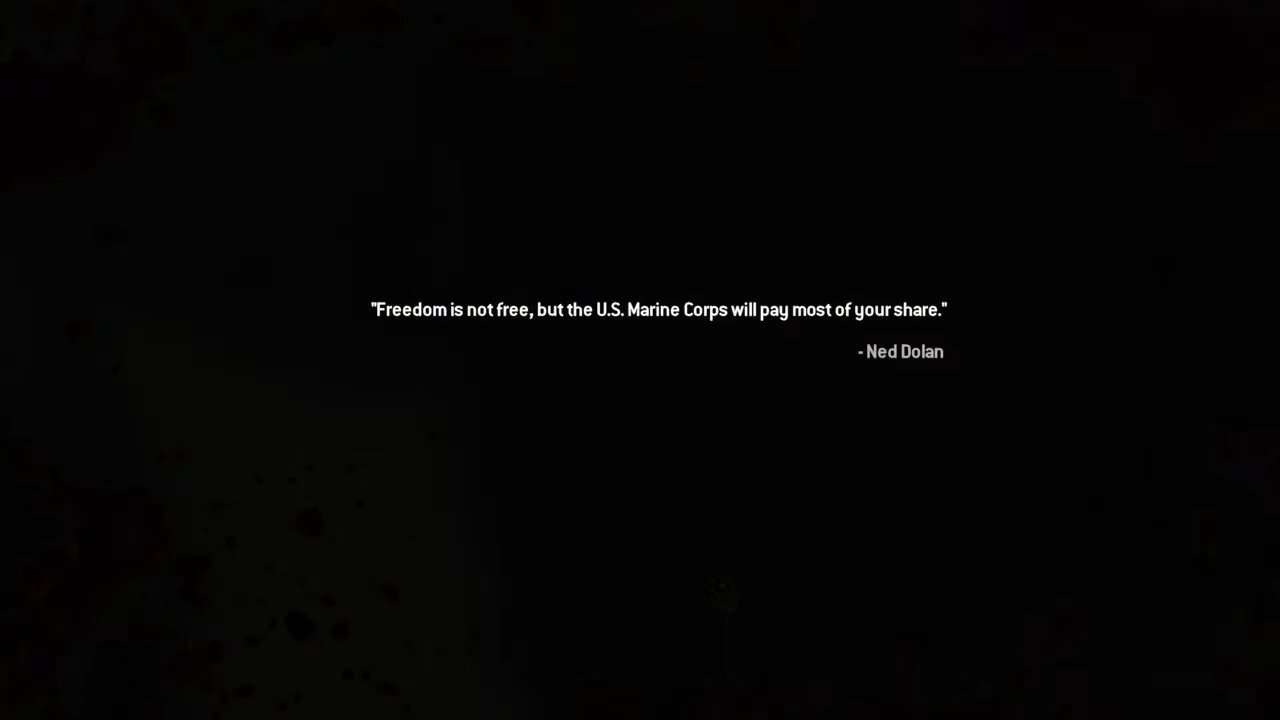 "Freedom is not free, but the U.S. Marine Corps will pay most of your share."
- Ned Dolan